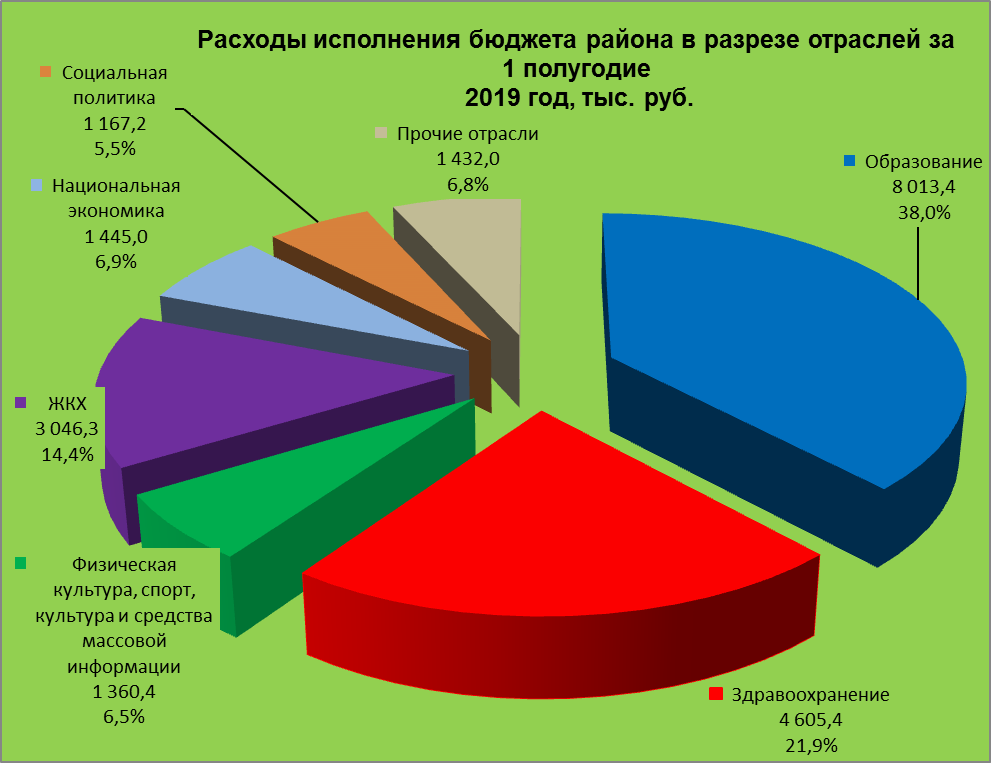 Расходы исполнения бюджета района в разрезе отраслей за
1 полугодие
2019 год, тыс. руб.
Социальная
политика
1 167,2
5,5%
Прочие отрасли
1 432,0
6,8%
Образование
8 013,4
38,0%
Национальная
экономика
1 445,0
6,9%
ЖКХ
3 046,3
14,4%
Физическая
культура, спорт,
культура и средства
массовой
информации
1 360,4
6,5%
Здравоохранение
4 605,4
21,9%